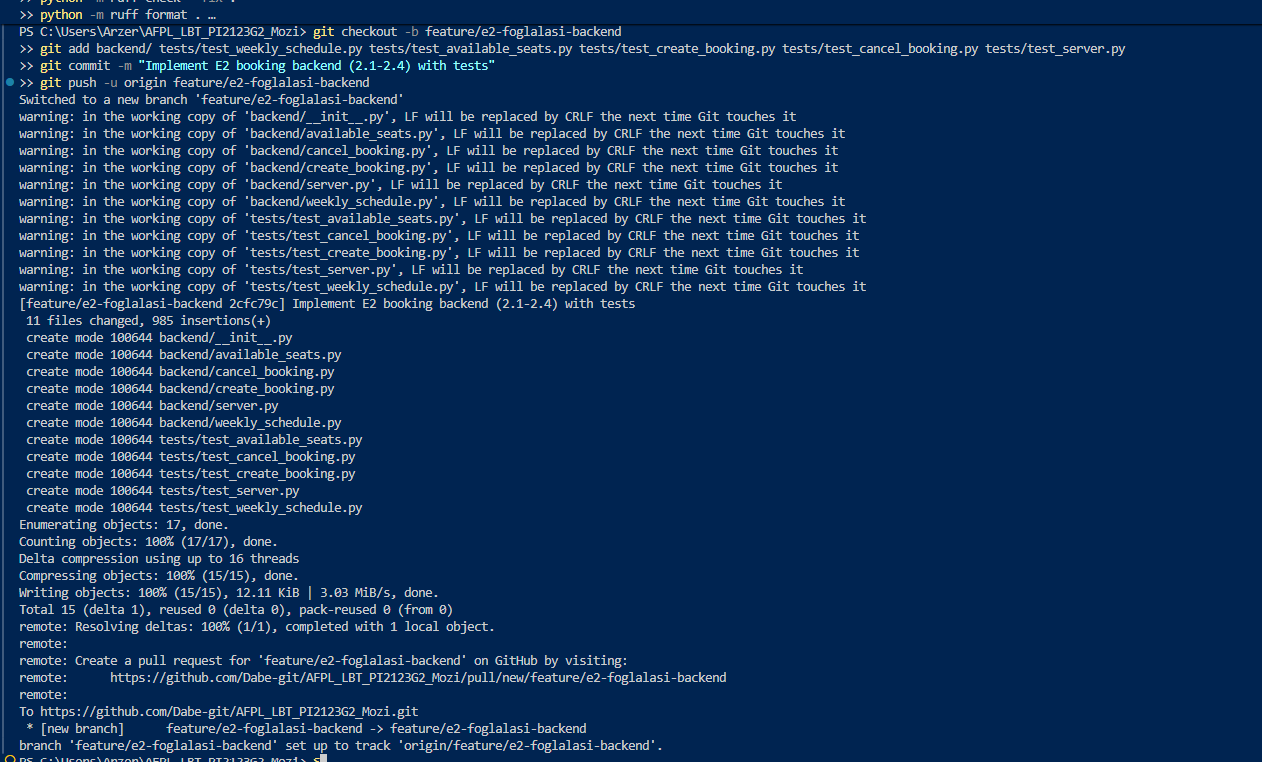 >> python -m ruff check --fix .
>> python -m ruff format . …
PS C:\Users\Arzer\AFPL_LBT_PI2123G2_Mozi> git checkout -b feature/e2-foglalasi-backend
>> git add backend/ tests/test_weekly_schedule.py tests/test_available_seats.py tests/test_create_booking.py tests/test_cancel_booking.py tests/test_server.py
>> git commit -m "Implement E2 booking backend (2.1-2.4) with tests"
>> git push -u origin feature/e2-foglalasi-backend
Switched to a new branch 'feature/e2-foglalasi-backend'
warning: in the working copy of 'backend/__init__.py', LF will be replaced by CRLF the next time Git touches it
warning: in the working copy of 'backend/available_seats.py', LF will be replaced by CRLF the next time Git touches it
warning: in the working copy of 'backend/cancel_booking.py', LF will be replaced by CRLF the next time Git touches it
warning: in the working copy of 'backend/create_booking.py', LF will be replaced by CRLF the next time Git touches it
warning: in the working copy of 'backend/server.py', LF will be replaced by CRLF the next time Git touches it
warning: in the working copy of 'backend/weekly_schedule.py', LF will be replaced by CRLF the next time Git touches it
warning: in the working copy of 'tests/test_available_seats.py', LF will be replaced by CRLF the next time Git touches it
warning: in the working copy of 'tests/test_cancel_booking.py', LF will be replaced by CRLF the next time Git touches it
warning: in the working copy of 'tests/test_create_booking.py', LF will be replaced by CRLF the next time Git touches it
warning: in the working copy of 'tests/test_server.py', LF will be replaced by CRLF the next time Git touches it
warning: in the working copy of 'tests/test_weekly_schedule.py', LF will be replaced by CRLF the next time Git touches it
[feature/e2-foglalasi-backend 2cfc79c] Implement E2 booking backend (2.1-2.4) with tests
 11 files changed, 985 insertions(+)
 create mode 100644 backend/__init__.py
 create mode 100644 backend/available_seats.py
 create mode 100644 backend/cancel_booking.py
 create mode 100644 backend/create_booking.py
 create mode 100644 backend/server.py
 create mode 100644 backend/weekly_schedule.py
 create mode 100644 tests/test_available_seats.py
 create mode 100644 tests/test_cancel_booking.py
 create mode 100644 tests/test_create_booking.py
 create mode 100644 tests/test_server.py
 create mode 100644 tests/test_weekly_schedule.py
Enumerating objects: 17, done.
Counting objects: 100% (17/17), done.
Delta compression using up to 16 threads
Compressing objects: 100% (15/15), done.
Writing objects: 100% (15/15), 12.11 KiB | 3.03 MiB/s, done.
Total 15 (delta 1), reused 0 (delta 0), pack-reused 0 (from 0)
remote: Resolving deltas: 100% (1/1), completed with 1 local object.
remote:
remote: Create a pull request for 'feature/e2-foglalasi-backend' on GitHub by visiting:
remote:      https://github.com/Dabe-git/AFPL_LBT_PI2123G2_Mozi/pull/new/feature/e2-foglalasi-backend
remote:
To https://github.com/Dabe-git/AFPL_LBT_PI2123G2_Mozi.git
 * [new branch]      feature/e2-foglalasi-backend -> feature/e2-foglalasi-backend
branch 'feature/e2-foglalasi-backend' set up to track 'origin/feature/e2-foglalasi-backend'.
PS C:\Users\Arzer\AFPL_LBT_PI2123G2_Mozi> $